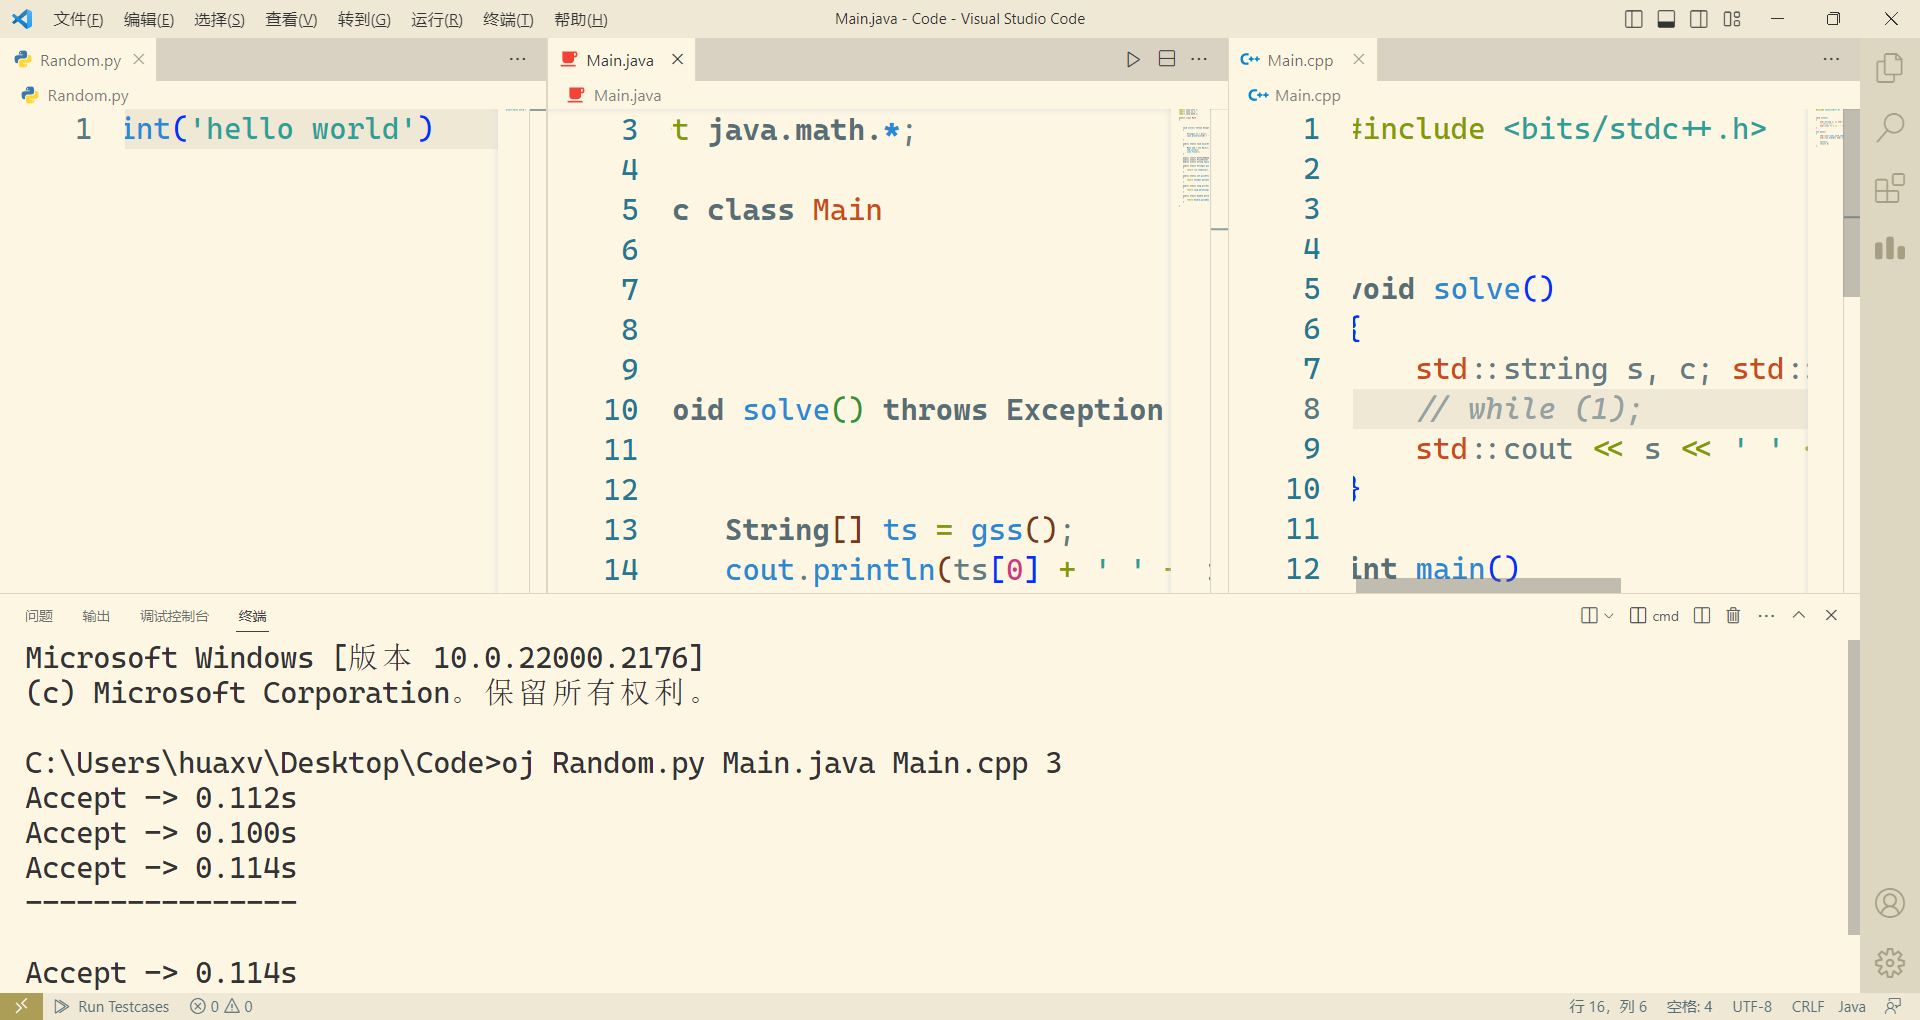 文件(F) 编辑(E) 选择(S) 查看(V) 转到(G) 运行(R) 终端(T) 帮助(H)
Main.java - Code - Visual Studio Code
Random.py
Random.py
1 int('hello world')
Main.java
Main.java
3 t java.math.*;
4
5 c class Main
6
7
8
9
10 oid solve() throws Exception
11
12
13 String[] ts = gss();
14 cout.println(ts[0] + ' ' -
Main.cpp
Main.cpp
1 #include <bits/stdc++.h>
2
3
4
5 void solve()
6 {
7 std::string s, c; std::
8 // while (1);
9 std::cout << s << ' '
10 }
11
12 int main()
问题 输出 调试控制台 终端
cmd
Microsoft Windows [版本 10.0.22000.2176]
(c) Microsoft Corporation。保留所有权利。
C:\Users\huaxv\Desktop\Code>oj Random.py Main.java Main.cpp 3
Accept -> 0.112s
Accept -> 0.100s
Accept -> 0.114s
----------------
Accept -> 0.114s
Run Testcases 0 0
行 16，列 6 空格: 4 UTF-8 CRLF Java